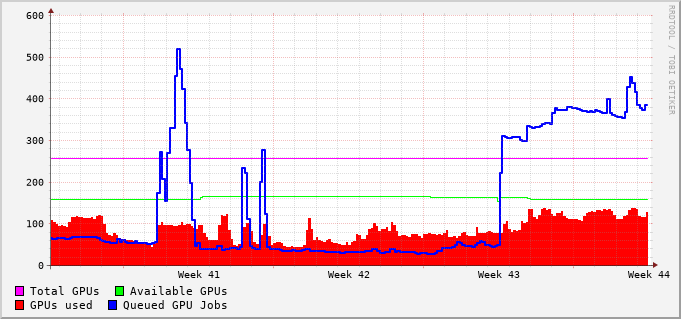 600
500
400
300
200
100
0
Week 41 Week 42 Week 43 Week 44
Total GPUs Available GPUs
GPUs used Queued GPU Jobs
RRDTOOL / TOBI OETIKER